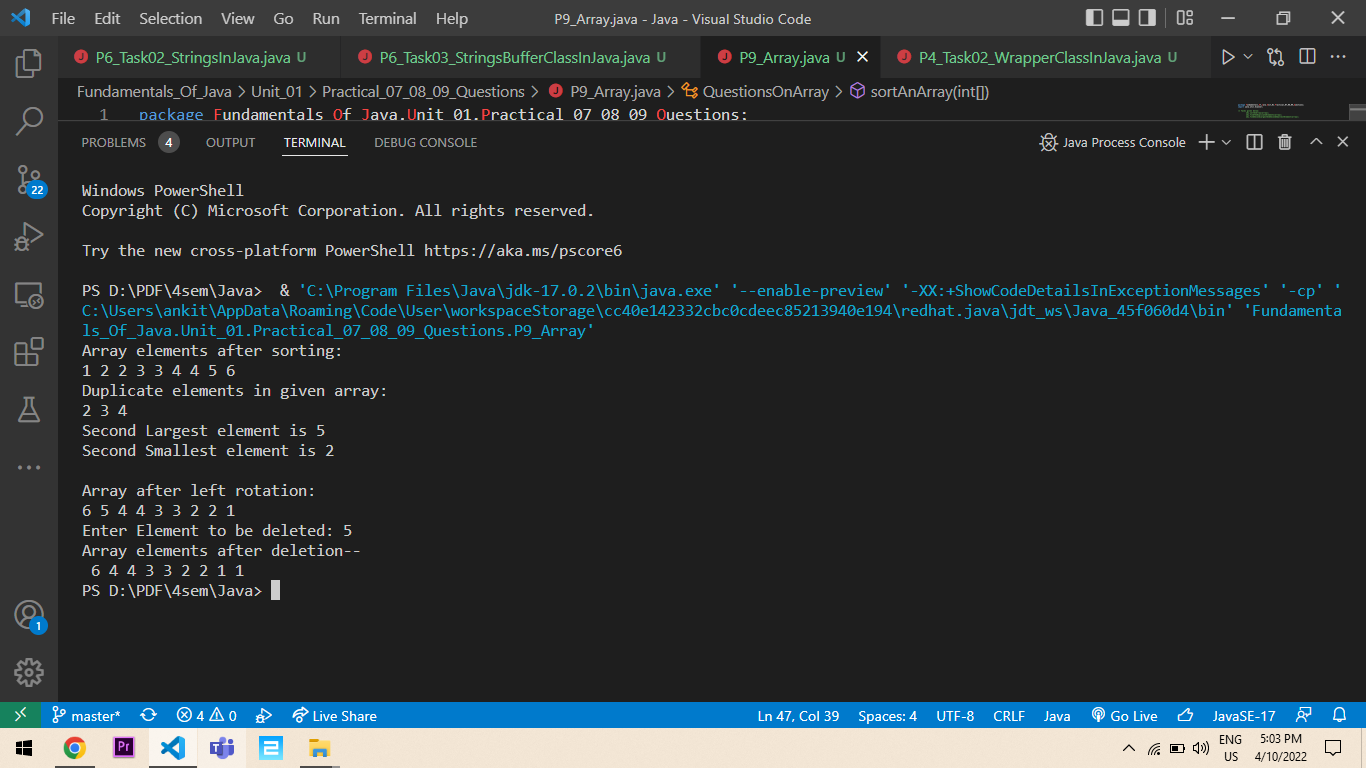 File Edit Selection View Go Run Terminal Help P9_Array.java - Java - Visual Studio Code
P6_Task02_StringsInJava.java U P6_Task03_StringsBufferClassInJava.java U P9_Array.java U P4_Task02_WrapperClassInJava.java U
Fundamentals_Of_Java > Unit_01 > Practical_07_08_09_Questions > P9_Array.java > QuestionsOnArray > sortAnArray(int[])
1 package Fundamentals_Of_Java.Unit_01.Practical_07_08_09_Questions;
PROBLEMS 4 OUTPUT TERMINAL DEBUG CONSOLE Java Process Console
Windows PowerShell
Copyright (C) Microsoft Corporation. All rights reserved.
Try the new cross-platform PowerShell https://aka.ms/pscore6
PS D:\PDF\4sem\Java>  & 'C:\Program Files\Java\jdk-17.0.2\bin\java.exe' '--enable-preview' '-XX:+ShowCodeDetailsInExceptionMessages' '-cp' '
C:\Users\ankit\AppData\Roaming\Code\User\workspaceStorage\cc40e142332cbc0cdeec85213940e194\redhat.java\jdt_ws\Java_45f060d4\bin' 'Fundamenta
ls_Of_Java.Unit_01.Practical_07_08_09_Questions.P9_Array'
Array elements after sorting:
1 2 2 3 3 4 4 5 6
Duplicate elements in given array:
2 3 4
Second Largest element is 5
Second Smallest element is 2
Array after left rotation:
6 5 4 4 3 3 2 2 1
Enter Element to be deleted: 5
Array elements after deletion--
6 4 4 3 3 2 2 1 1
PS D:\PDF\4sem\Java>
22
1
master* 4 0 Live Share Ln 47, Col 39 Spaces: 4 UTF-8 CRLF Java Go Live JavaSE-17
Pr ENG 5:03 PM
US 4/10/2022